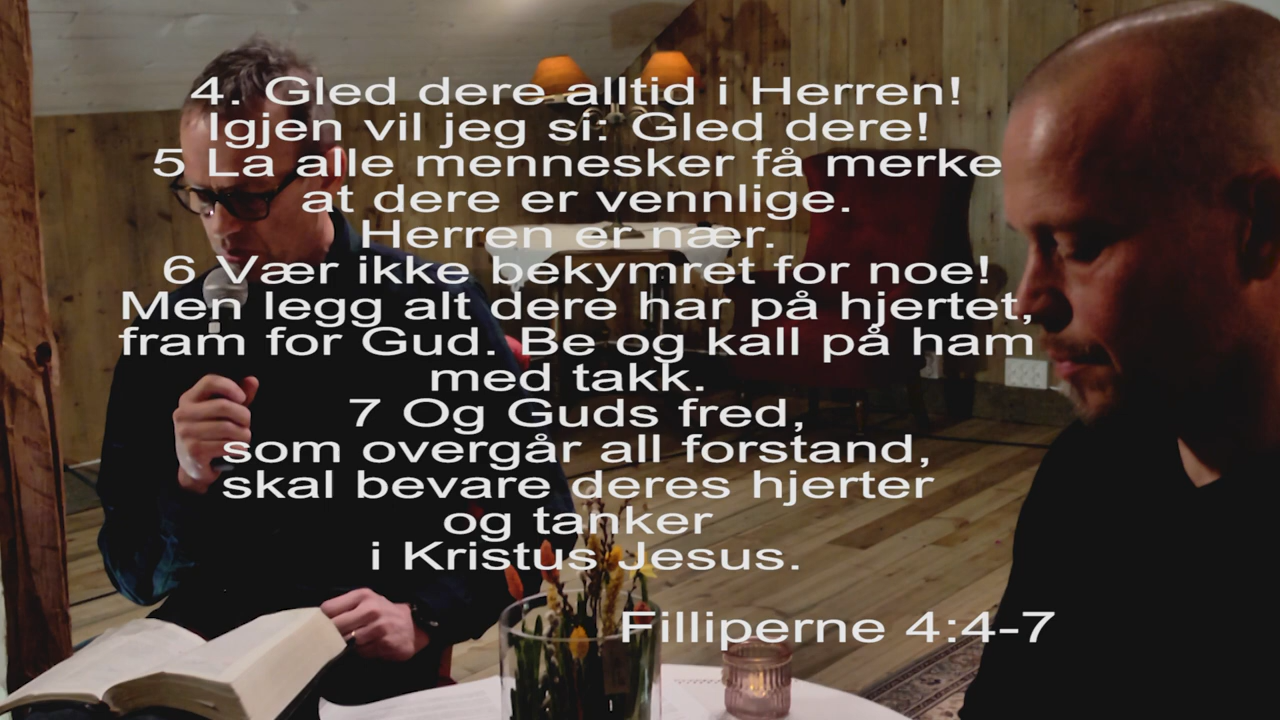 4. Gled dere alltid i Herren!
Igjen vil jeg si: Gled dere!
5 La alle mennesker få merke
at dere er vennlige.
Herren er nær.
6 Vær ikke bekymret for noe!
Men legg alt dere har på hjertet,
fram for Gud. Be og kall på ham
med takk.
7 Og Guds fred,
som overgår all forstand,
skal bevare deres hjerter
og tanker
i Kristus Jesus.
Filliperne 4:4-7